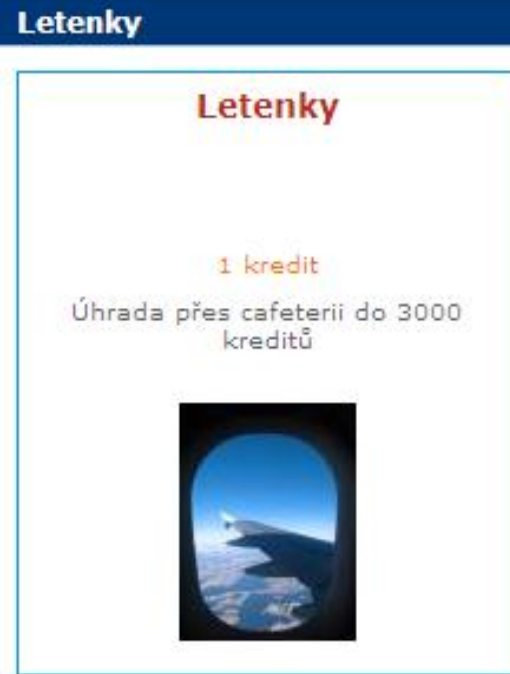 Letenky
Letenky
1 kredit
Úhrada přes cafeterii do 3000
kreditů